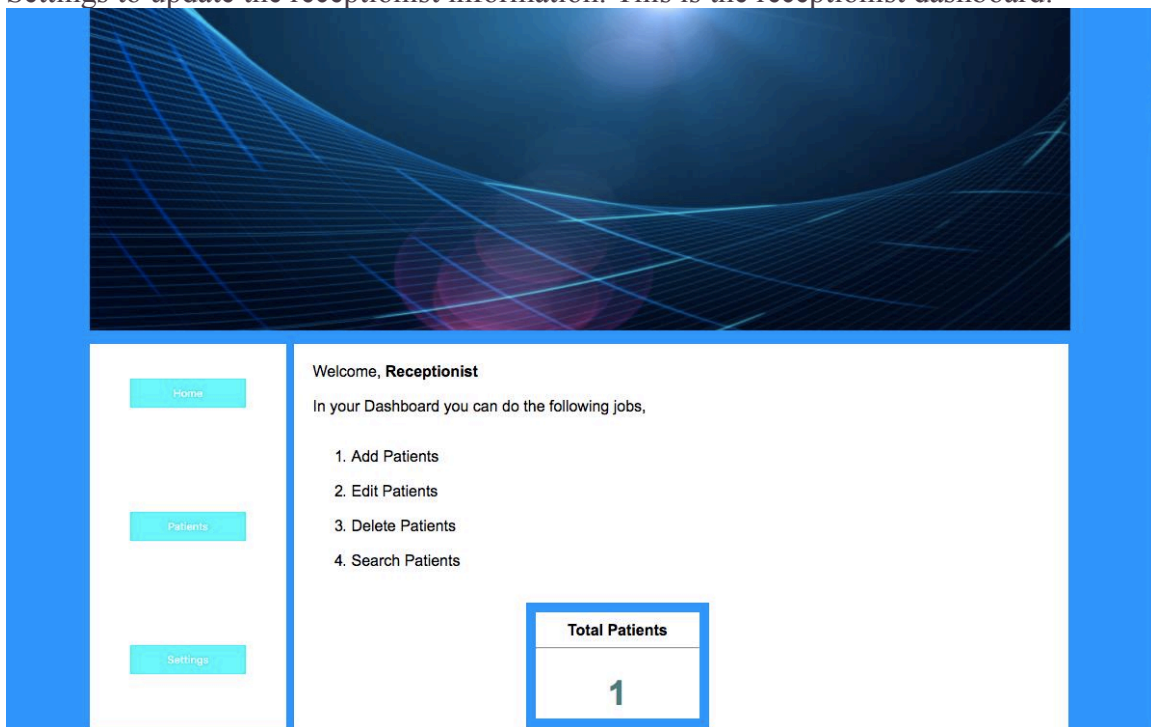 Settings to update the receptionist information. This is the receptionist dashboard.
Home
Patients
Settings
Welcome, Receptionist
In your Dashboard you can do the following jobs,
1. Add Patients
2. Edit Patients
3. Delete Patients
4. Search Patients
Total Patients
1